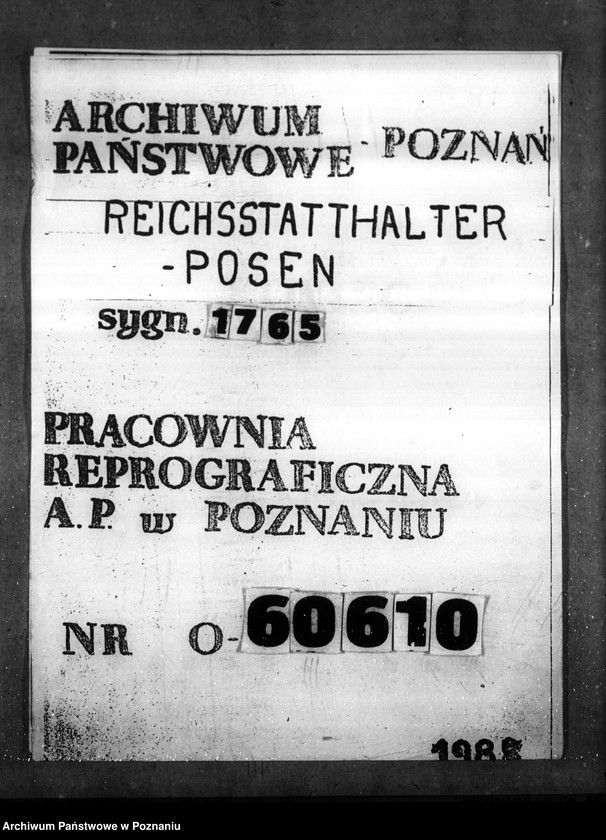 ARCHIWUM
PAŃSTWOWE - POZNAŃ
REICHSSTATTHALTER
-POSEN
sygn. 1765
PRACOWNIA
REPROGRAFICZNA
A.P. w POZNANIU
NR O-60610
Archiwum Państwowe w Poznaniu